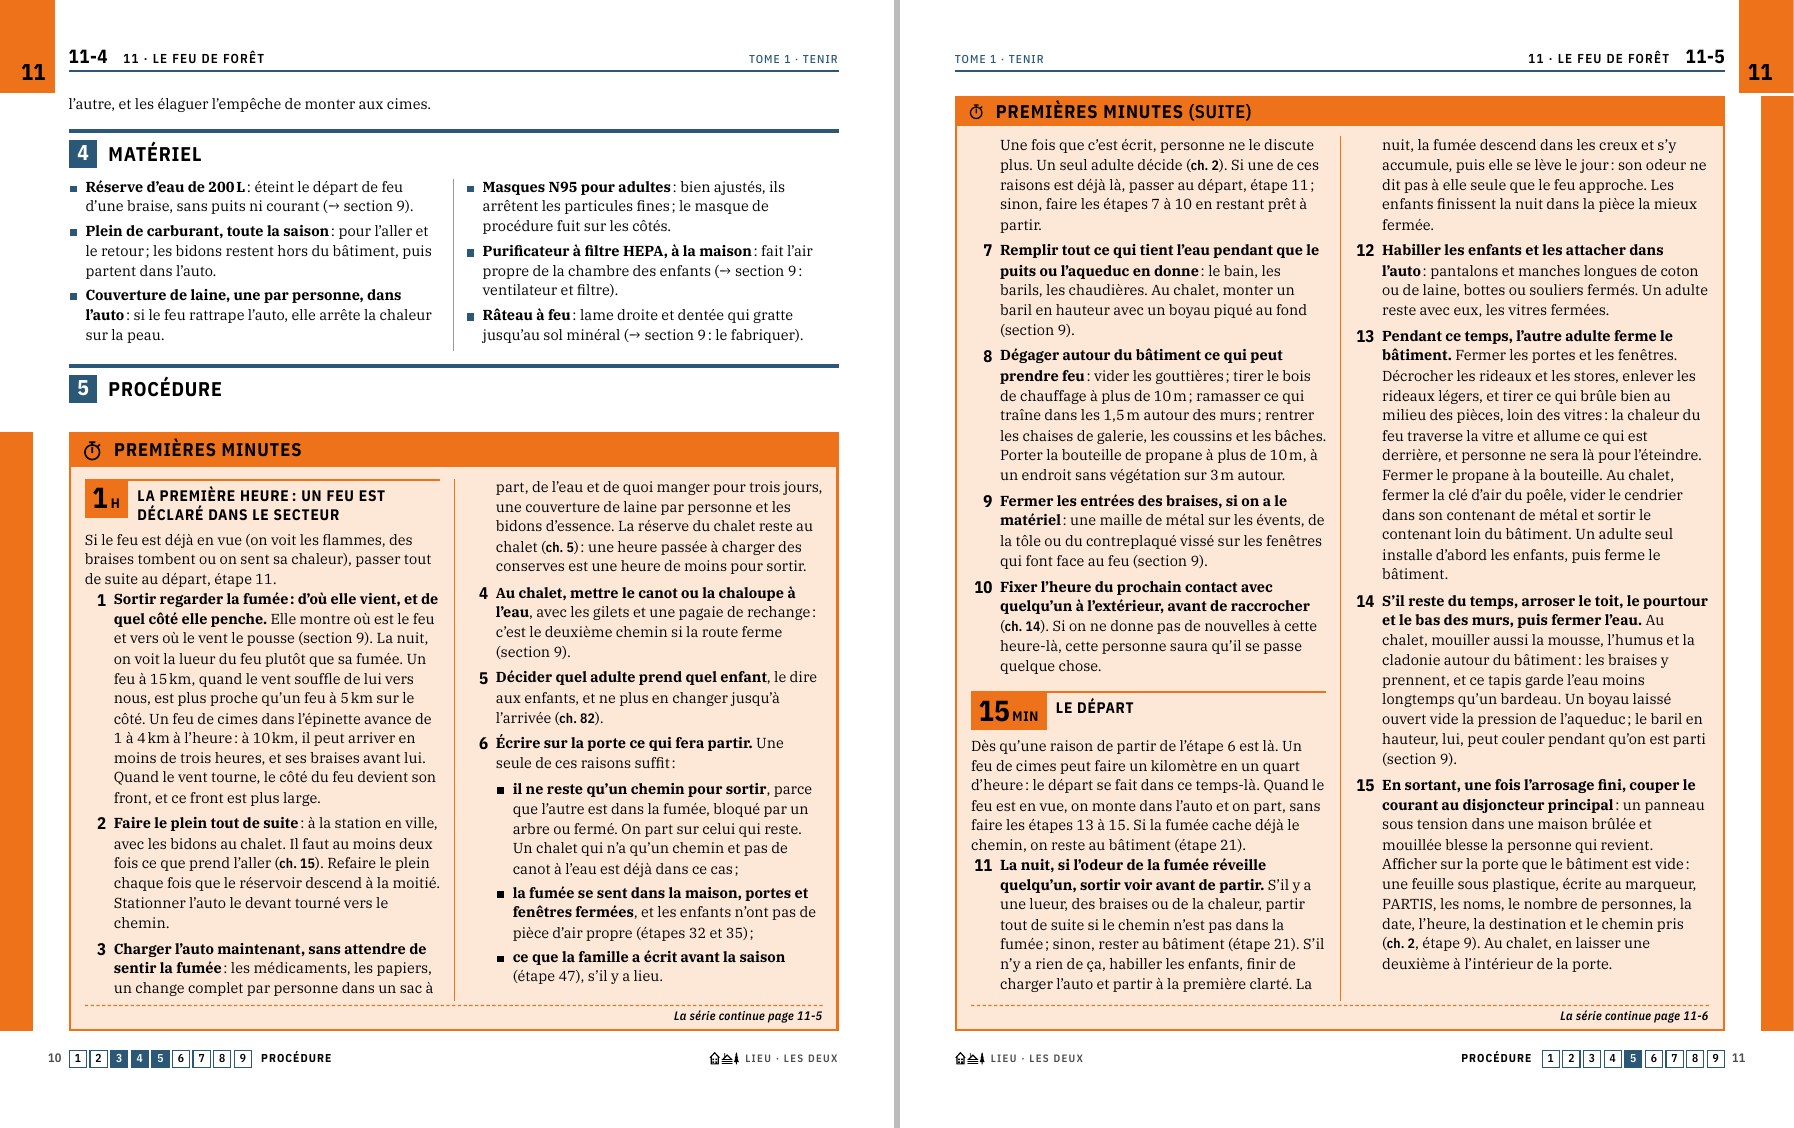 11
11-4 11 · LE FEU DE FORÊT
TOME 1 · TENIR
l’autre, et les élaguer l’empêche de monter aux cimes.
4 MATÉRIEL
Réserve d’eau de 200 L : éteint le départ de feu
d’une braise, sans puits ni courant (→ section 9).
Plein de carburant, toute la saison : pour l’aller et
le retour ; les bidons restent hors du bâtiment, puis
partent dans l’auto.
Couverture de laine, une par personne, dans
l’auto : si le feu rattrape l’auto, elle arrête la chaleur
sur la peau.
Masques N95 pour adultes : bien ajustés, ils
arrêtent les particules fines ; le masque de
procédure fuit sur les côtés.
Purificateur à filtre HEPA, à la maison : fait l’air
propre de la chambre des enfants (→ section 9 :
ventilateur et filtre).
Râteau à feu : lame droite et dentée qui gratte
jusqu’au sol minéral (→ section 9 : le fabriquer).
5 PROCÉDURE
PREMIÈRES MINUTES
1 H LA PREMIÈRE HEURE : UN FEU EST
DÉCLARÉ DANS LE SECTEUR
Si le feu est déjà en vue (on voit les flammes, des
braises tombent ou on sent sa chaleur), passer tout
de suite au départ, étape 11.
1 Sortir regarder la fumée : d’où elle vient, et de
quel côté elle penche. Elle montre où est le feu
et vers où le vent le pousse (section 9). La nuit,
on voit la lueur du feu plutôt que sa fumée. Un
feu à 15 km, quand le vent souffle de lui vers
nous, est plus proche qu’un feu à 5 km sur le
côté. Un feu de cimes dans l’épinette avance de
1 à 4 km à l’heure : à 10 km, il peut arriver en
moins de trois heures, et ses braises avant lui.
Quand le vent tourne, le côté du feu devient son
front, et ce front est plus large.
2 Faire le plein tout de suite : à la station en ville,
avec les bidons au chalet. Il faut au moins deux
fois ce que prend l’aller (ch. 15). Refaire le plein
chaque fois que le réservoir descend à la moitié.
Stationner l’auto le devant tourné vers le
chemin.
3 Charger l’auto maintenant, sans attendre de
sentir la fumée : les médicaments, les papiers,
un change complet par personne dans un sac à
part, de l’eau et de quoi manger pour trois jours,
une couverture de laine par personne et les
bidons d’essence. La réserve du chalet reste au
chalet (ch. 5) : une heure passée à charger des
conserves est une heure de moins pour sortir.
4 Au chalet, mettre le canot ou la chaloupe à
l’eau, avec les gilets et une pagaie de rechange :
c’est le deuxième chemin si la route ferme
(section 9).
5 Décider quel adulte prend quel enfant, le dire
aux enfants, et ne plus en changer jusqu’à
l’arrivée (ch. 82).
6 Écrire sur la porte ce qui fera partir. Une
seule de ces raisons suffit :
il ne reste qu’un chemin pour sortir, parce
que l’autre est dans la fumée, bloqué par un
arbre ou fermé. On part sur celui qui reste.
Un chalet qui n’a qu’un chemin et pas de
canot à l’eau est déjà dans ce cas ;
la fumée se sent dans la maison, portes et
fenêtres fermées, et les enfants n’ont pas de
pièce d’air propre (étapes 32 et 35) ;
ce que la famille a écrit avant la saison
(étape 47), s’il y a lieu.
La série continue page 11-5
10 1 2 3 4 5 6 7 8 9 PROCÉDURE
LIEU · LES DEUX
TOME 1 · TENIR
11 · LE FEU DE FORÊT 11-5
11
PREMIÈRES MINUTES (SUITE)
Une fois que c’est écrit, personne ne le discute
plus. Un seul adulte décide (ch. 2). Si une de ces
raisons est déjà là, passer au départ, étape 11 ;
sinon, faire les étapes 7 à 10 en restant prêt à
partir.
7 Remplir tout ce qui tient l’eau pendant que le
puits ou l’aqueduc en donne : le bain, les
barils, les chaudières. Au chalet, monter un
baril en hauteur avec un boyau piqué au fond
(section 9).
8 Dégager autour du bâtiment ce qui peut
prendre feu : vider les gouttières ; tirer le bois
de chauffage à plus de 10 m ; ramasser ce qui
traîne dans les 1,5 m autour des murs ; rentrer
les chaises de galerie, les coussins et les bâches.
Porter la bouteille de propane à plus de 10 m, à
un endroit sans végétation sur 3 m autour.
9 Fermer les entrées des braises, si on a le
matériel : une maille de métal sur les évents, de
la tôle ou du contreplaqué vissé sur les fenêtres
qui font face au feu (section 9).
10 Fixer l’heure du prochain contact avec
quelqu’un à l’extérieur, avant de raccrocher
(ch. 14). Si on ne donne pas de nouvelles à cette
heure-là, cette personne saura qu’il se passe
quelque chose.
15 MIN LE DÉPART
Dès qu’une raison de partir de l’étape 6 est là. Un
feu de cimes peut faire un kilomètre en un quart
d’heure : le départ se fait dans ce temps-là. Quand le
feu est en vue, on monte dans l’auto et on part, sans
faire les étapes 13 à 15. Si la fumée cache déjà le
chemin, on reste au bâtiment (étape 21).
11 La nuit, si l’odeur de la fumée réveille
quelqu’un, sortir voir avant de partir. S’il y a
une lueur, des braises ou de la chaleur, partir
tout de suite si le chemin n’est pas dans la
fumée ; sinon, rester au bâtiment (étape 21). S’il
n’y a rien de ça, habiller les enfants, finir de
charger l’auto et partir à la première clarté. La
nuit, la fumée descend dans les creux et s’y
accumule, puis elle se lève le jour : son odeur ne
dit pas à elle seule que le feu approche. Les
enfants finissent la nuit dans la pièce la mieux
fermée.
12 Habiller les enfants et les attacher dans
l’auto : pantalons et manches longues de coton
ou de laine, bottes ou souliers fermés. Un adulte
reste avec eux, les vitres fermées.
13 Pendant ce temps, l’autre adulte ferme le
bâtiment. Fermer les portes et les fenêtres.
Décrocher les rideaux et les stores, enlever les
rideaux légers, et tirer ce qui brûle bien au
milieu des pièces, loin des vitres : la chaleur du
feu traverse la vitre et allume ce qui est
derrière, et personne ne sera là pour l’éteindre.
Fermer le propane à la bouteille. Au chalet,
fermer la clé d’air du poêle, vider le cendrier
dans son contenant de métal et sortir le
contenant loin du bâtiment. Un adulte seul
installe d’abord les enfants, puis ferme le
bâtiment.
14 S’il reste du temps, arroser le toit, le pourtour
et le bas des murs, puis fermer l’eau. Au
chalet, mouiller aussi la mousse, l’humus et la
cladonie autour du bâtiment : les braises y
prennent, et ce tapis garde l’eau moins
longtemps qu’un bardeau. Un boyau laissé
ouvert vide la pression de l’aqueduc ; le baril en
hauteur, lui, peut couler pendant qu’on est parti
(section 9).
15 En sortant, une fois l’arrosage fini, couper le
courant au disjoncteur principal : un panneau
sous tension dans une maison brûlée et
mouillée blesse la personne qui revient.
Afficher sur la porte que le bâtiment est vide :
une feuille sous plastique, écrite au marqueur,
PARTIS, les noms, le nombre de personnes, la
date, l’heure, la destination et le chemin pris
(ch. 2, étape 9). Au chalet, en laisser une
deuxième à l’intérieur de la porte.
La série continue page 11-6
LIEU · LES DEUX
PROCÉDURE 1 2 3 4 5 6 7 8 9 11